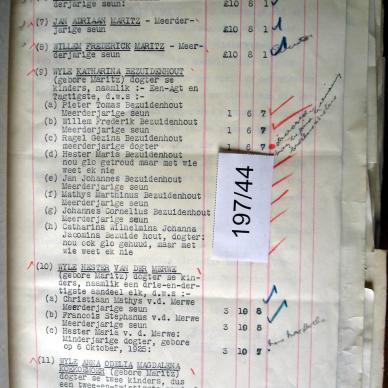 jarige seun: £10 8 1
(7) JAN ADRIAAN MARITZ - Meerder-
jarige seun £10 8 1
(8) WILLEM FREDERICK MARITZ - Meer-
derjarige seun £10 8 1
(9) WYLE KATHARINA BEZUIDENHOUT
(gebore Maritz) dogter se
kinders, naamlik :- Een-Agt en
Tagtigste, d.w.s :-
(a) Pieter Tomas Bezuidenhout
Meerderjarige seun 1 6 7
(b) Willem Frederik Bezuidenhout
Meerderjarige seun 1 6 7
(c) Ragel Gezina Bezuidenhout
Meerderjarige dogter 1 6 7
(d) Hester Maria Bezuidenhout
nou glo getroud maar met wie
weet ek nie
(e) Jan Johannes Bezuidenhout
Meerderjarige seun
(f) Mathys Marthinus Bezuidenhout
Meerderjarige seun
(g) Johannes Cornelius Bezuidenhout
Meerderjarige seun
(h) Catharina Wilhelmina Johanna
Jacomina Bezuide hout, dogter:
nou ook glo gehuud, maar met
wie weet ek nie
197/44
(10) WYLE HESTER VAN DER MERWE
(gebore Maritz) dogter se kin-
ders, naamlik een drie-en-der-
tigste aandeel elk, d.w.s :-
(a) Christiaan Mathys v.d. Merwe
Meerderjarige seun 3 10 8
(b) Francois Stephanus v.d. Merwe
Meerderjarige seun 3 10 8
(c) Hester Maria v.d. Merwe:
Minderjarige dogter, gebore
op 6 Oktober, 1925: 3 10 7
(11) WYLE ANNA ODELIA MAGDALENA
(gebore Maritz)
dogter se twee kinders, dus